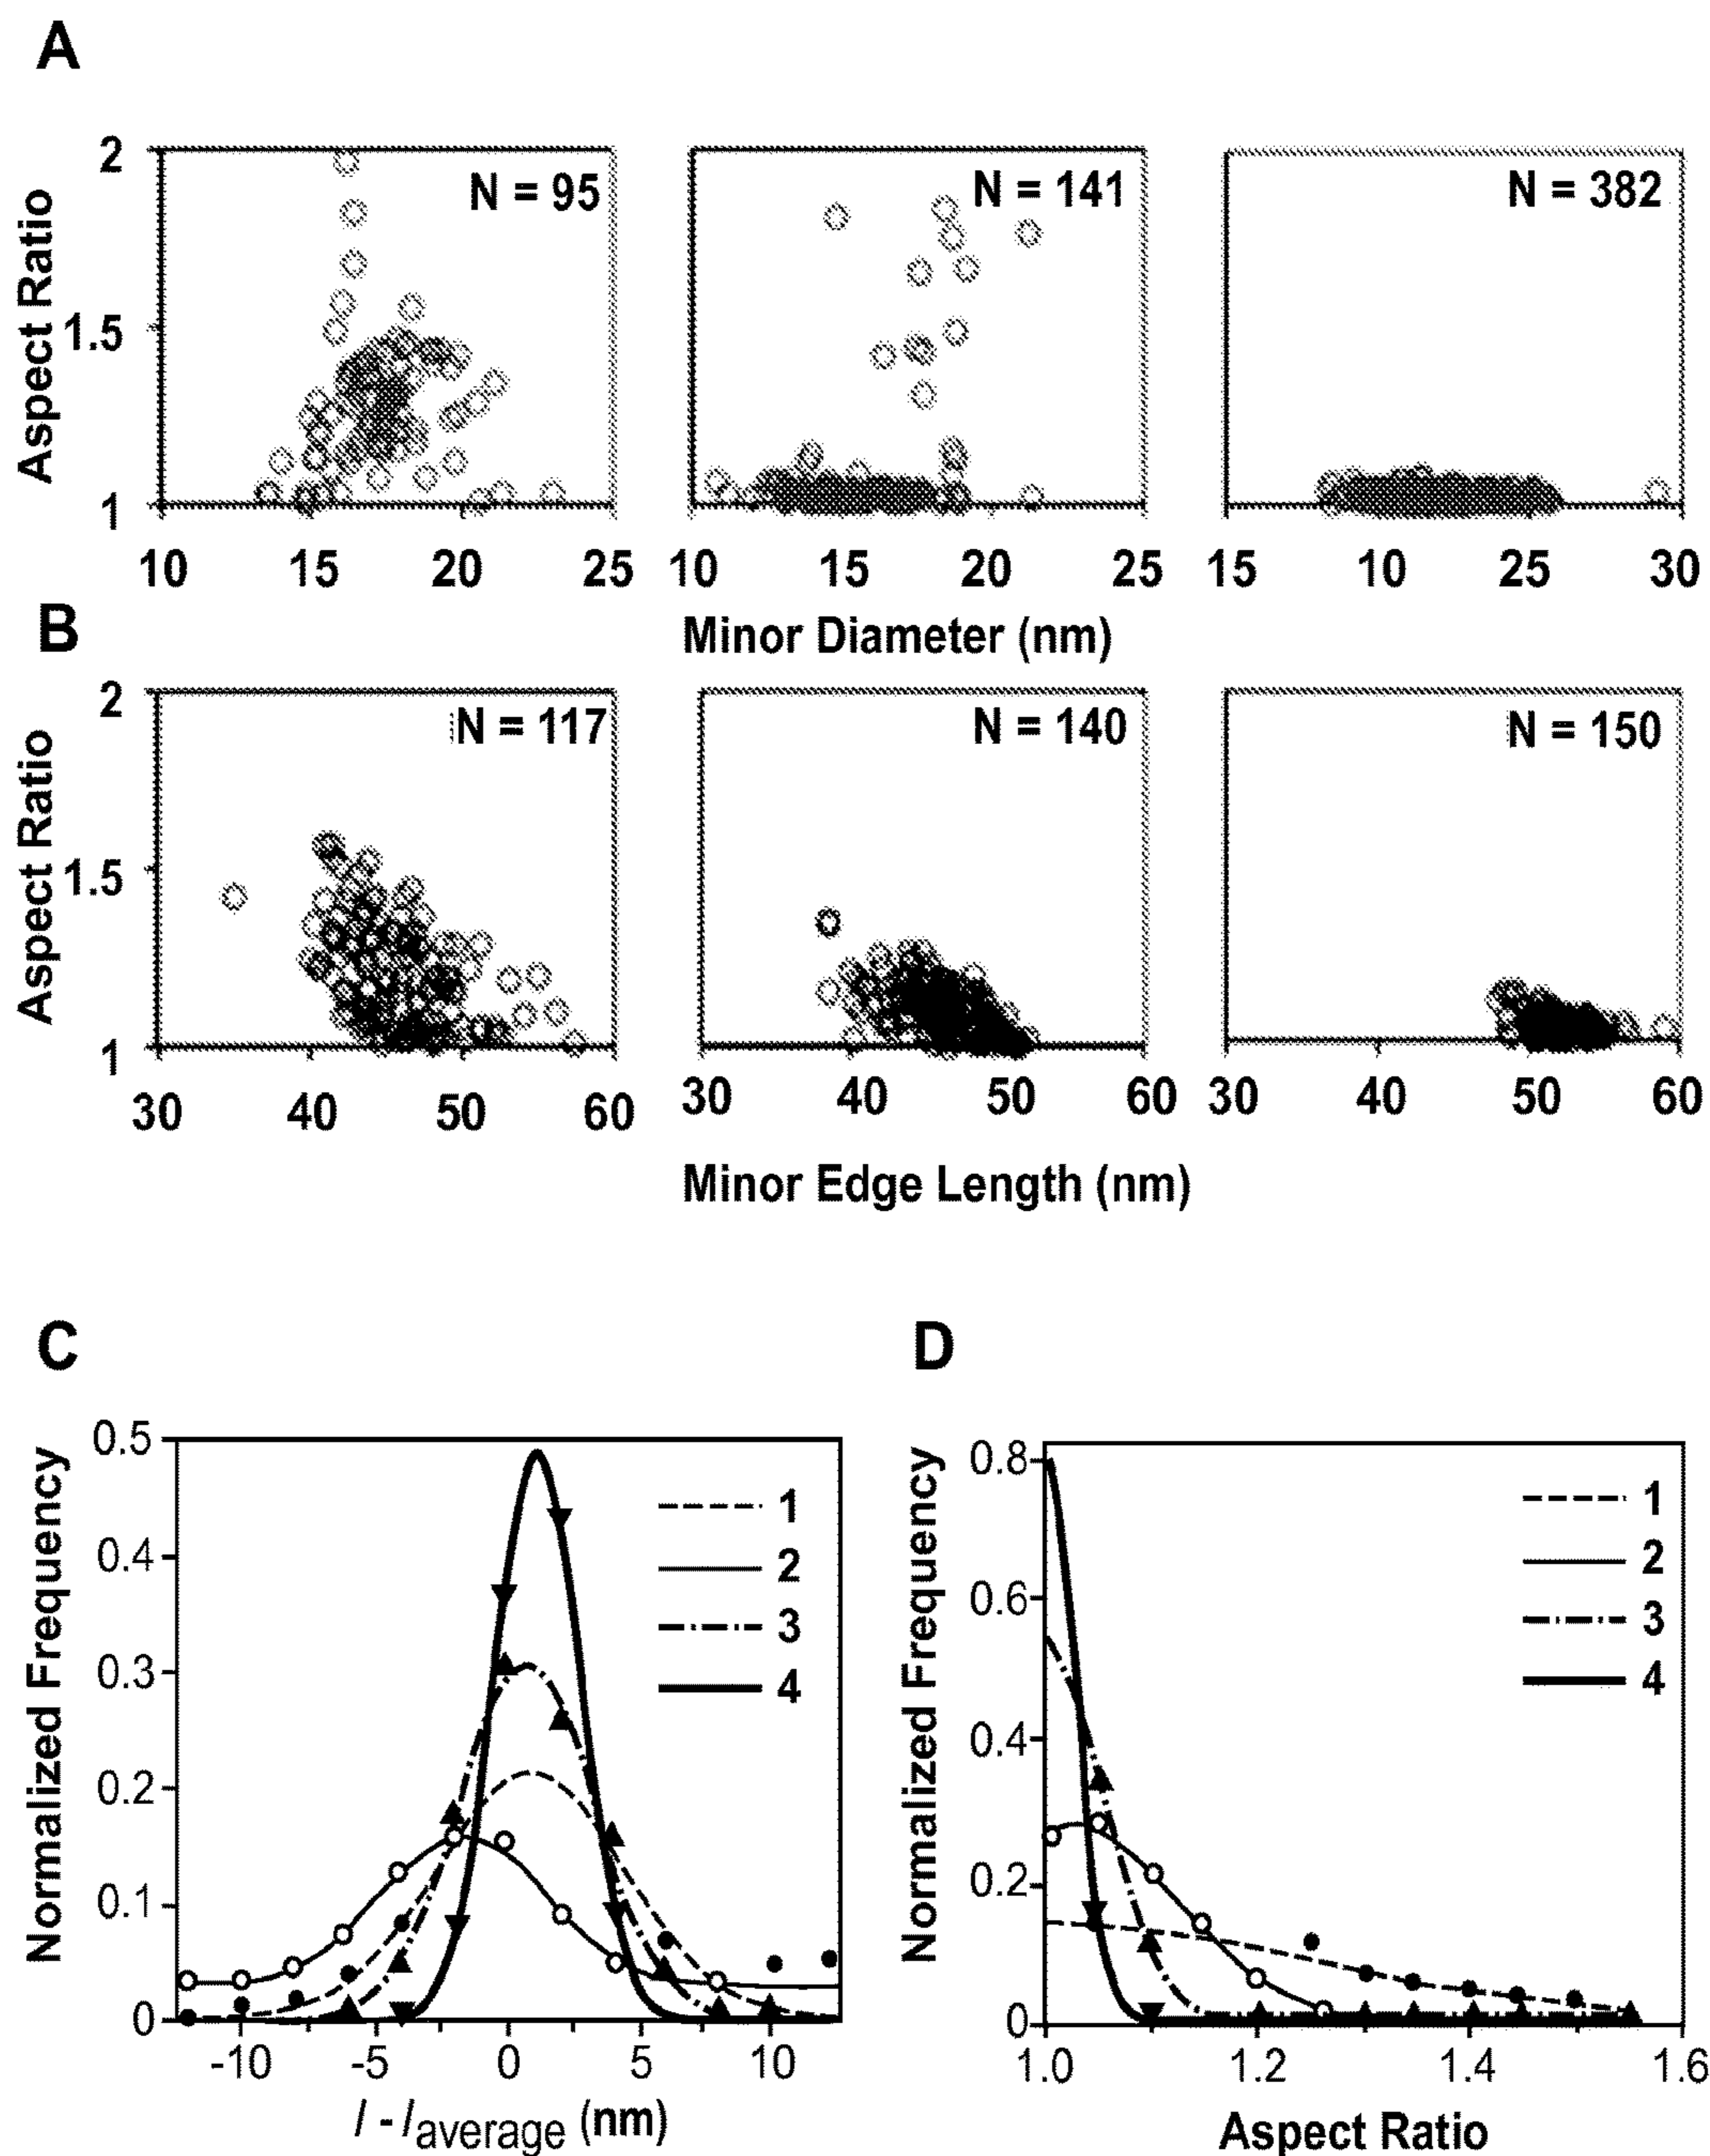 A
Aspect Ratio
2
1.5
1
N = 95
N = 141
N = 382
10 15 20 25 10 15 20 25 15 10 25 30
Minor Diameter (nm)
B
Aspect Ratio
2
1.5
1
N = 117
N = 140
N = 150
30 40 50 60 30 40 50 60 30 40 50 60
Minor Edge Length (nm)
C
Normalized Frequency
0.5
0.4
0.3
0.2
0.1
0
1
2
3
4
-10 -5 0 5 10
l - laverage (nm)
D
Normalized Frequency
0.8
0.6
0.4
0.2
0
1
2
3
4
1.0 1.2 1.4 1.6
Aspect Ratio